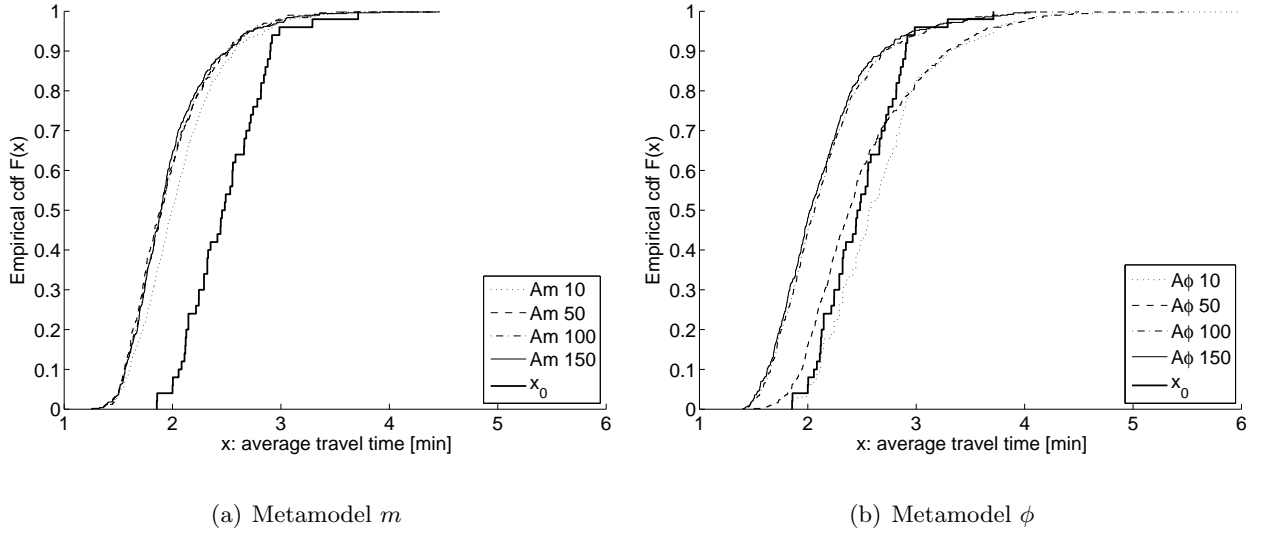 1
0.9
0.8
0.7
0.6
0.5
0.4
0.3
0.2
0.1
0
Empirical cdf F(x)
1 2 3 4 5 6
x: average travel time [min]
Am 10
Am 50
Am 100
Am 150
x0
(a) Metamodel m
1
0.9
0.8
0.7
0.6
0.5
0.4
0.3
0.2
0.1
0
Empirical cdf F(x)
1 2 3 4 5 6
x: average travel time [min]
Aϕ 10
Aϕ 50
Aϕ 100
Aϕ 150
x0
(b) Metamodel ϕ